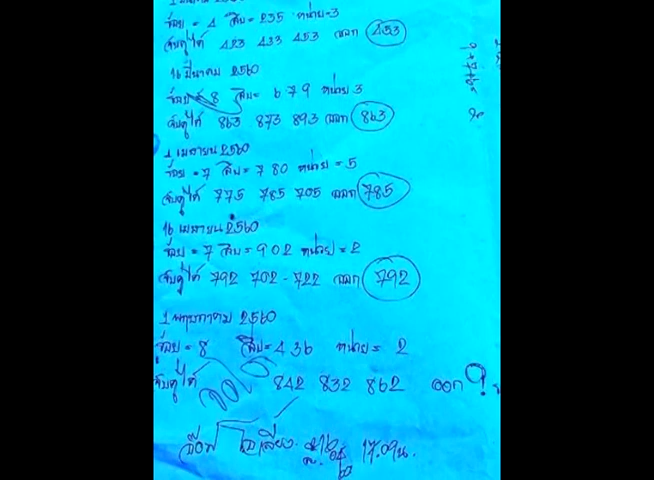 ร้อย = 4 สิบ = 235 หน่วย = 3
จับคู่ได้ 423 433 453 ออก 453
16 มีนาคม 2560
ร้อย = 8 สิบ = 679 หน่วย 3
จับคู่ได้ 863 873 893 ออก 863
1 เมษายน 2560
ร้อย = 7 สิบ = 780 หน่วย = 5
จับคู่ได้ 775 785 705 ออก 785
16 เมษายน 2560
ร้อย = 7 สิบ = 902 หน่วย = 2
จับคู่ได้ 792 702 - 722 ออก 792
1 พฤษภาคม 2560
ร้อย = 8 สิบ = 436 หน่วย = 2
จับคู่ได้ 842 832 862 ออก ?